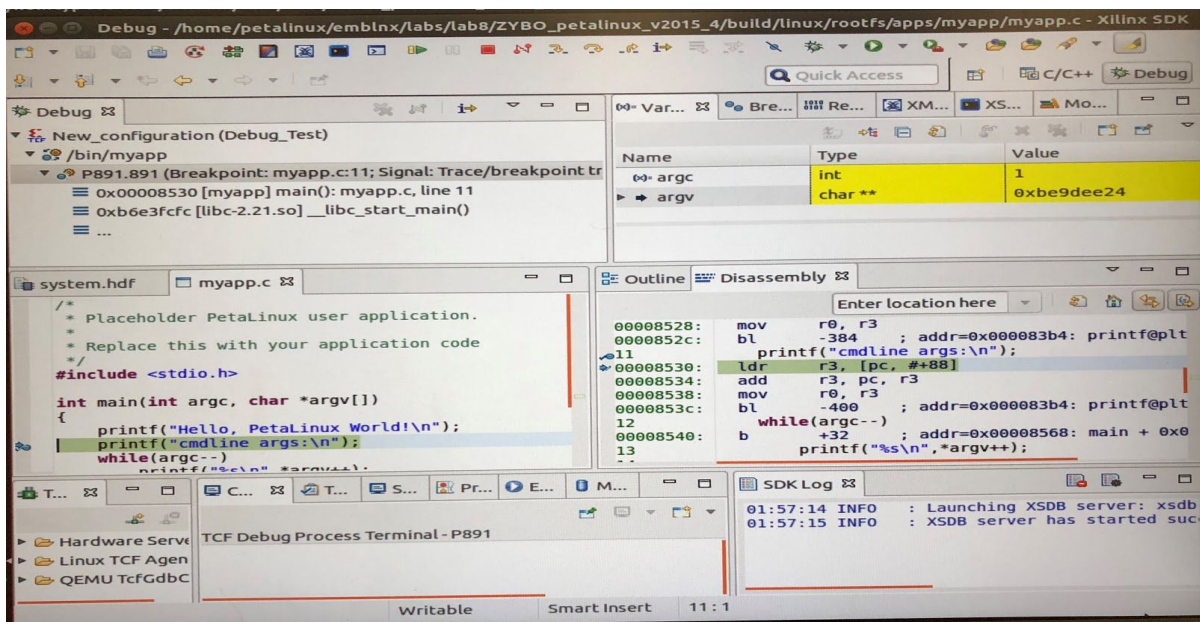 Debug - /home/petalinux/emblnx/labs/lab8/ZYBO_petalinux_v2015_4/build/linux/rootfs/apps/myapp/myapp.c - Xilinx SDK
Quick Access
C/C++
Debug
Debug
New_configuration (Debug_Test)
/bin/myapp
P891.891 (Breakpoint: myapp.c:11; Signal: Trace/breakpoint tr
0x00008530 [myapp] main(): myapp.c, line 11
0xb6e3fcfc [libc-2.21.so] __libc_start_main()
...
Var... Bre... Re... XM... XS... Mo...
Name Type Value
argc int 1
argv char ** 0xbe9dee24
system.hdf myapp.c
/*
* Placeholder PetaLinux user application.
*
* Replace this with your application code
*/
#include <stdio.h>
int main(int argc, char *argv[])
{
printf("Hello, PetaLinux World!\n");
printf("cmdline args:\n");
while(argc--)
printf("%s\n",*argv++);
Outline Disassembly
Enter location here
00008528: mov r0, r3
0000852c: bl -384 ; addr=0x000083b4: printf@plt
11 printf("cmdline args:\n");
00008530: ldr r3, [pc, #+88]
00008534: add r3, pc, r3
00008538: mov r0, r3
0000853c: bl -400 ; addr=0x000083b4: printf@plt
12 while(argc--)
00008540: b +32 ; addr=0x00008568: main + 0x0
13 printf("%s\n",*argv++);
T...
Hardware Serve
Linux TCF Agen
QEMU TcfGdbC
C... T... S... Pr... E... M...
TCF Debug Process Terminal - P891
SDK Log
01:57:14 INFO : Launching XSDB server: xsdb
01:57:15 INFO : XSDB server has started suc
Writable Smart Insert 11 : 1